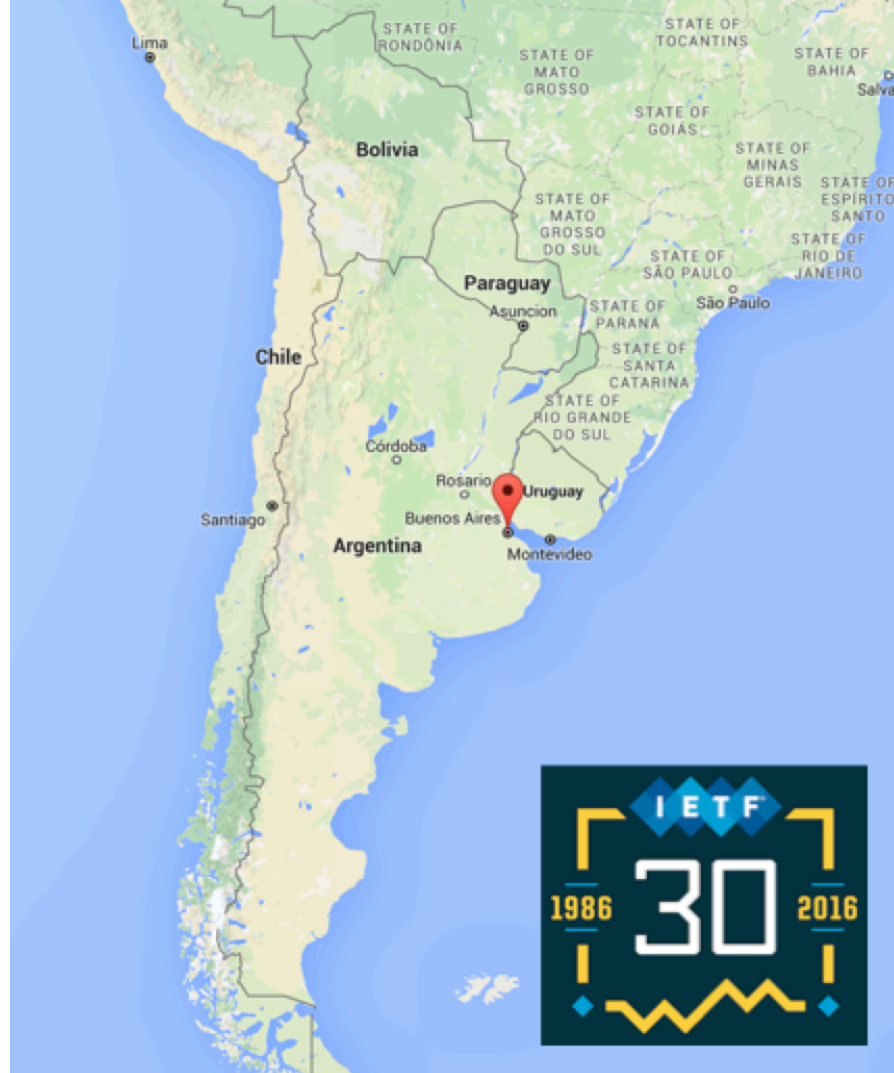 Lima
STATE OF
RONDÔNIA
STATE OF
TOCANTINS
STATE OF
MATO
GROSSO
STATE OF
BAHIA
Salva
STATE OF
GOIÁS
Bolivia
STATE OF
MINAS
GERAIS
STATE OF
ESPÍRITO
SANTO
STATE OF
MATO
GROSSO
DO SUL
STATE OF
RIO DE
JANEIRO
STATE OF
SÃO PAULO
Paraguay
São Paulo
Asuncion
STATE OF
PARANÁ
Chile
STATE OF
SANTA
CATARINA
STATE OF
RIO GRANDE
DO SUL
Córdoba
Rosario
Uruguay
Santiago
Buenos Aires
Argentina
Montevideo
IETF
30
1986
2016